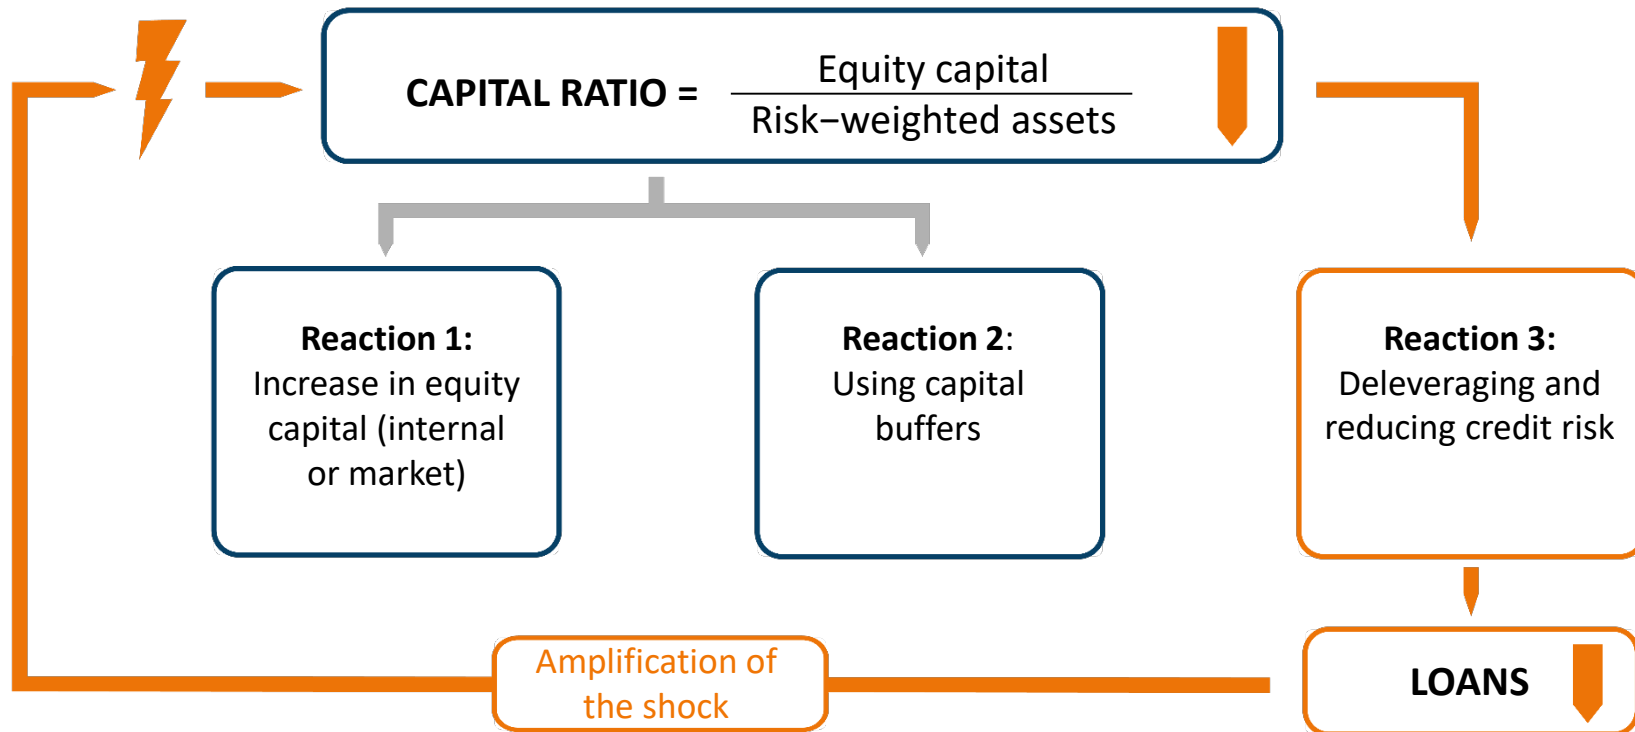 CAPITAL RATIO =
Equity capital
Risk−weighted assets
Reaction 1:
Increase in equity
capital (internal
or market)
Reaction 2:
Using capital
buffers
Reaction 3:
Deleveraging and
reducing credit risk
Amplification of
the shock
LOANS